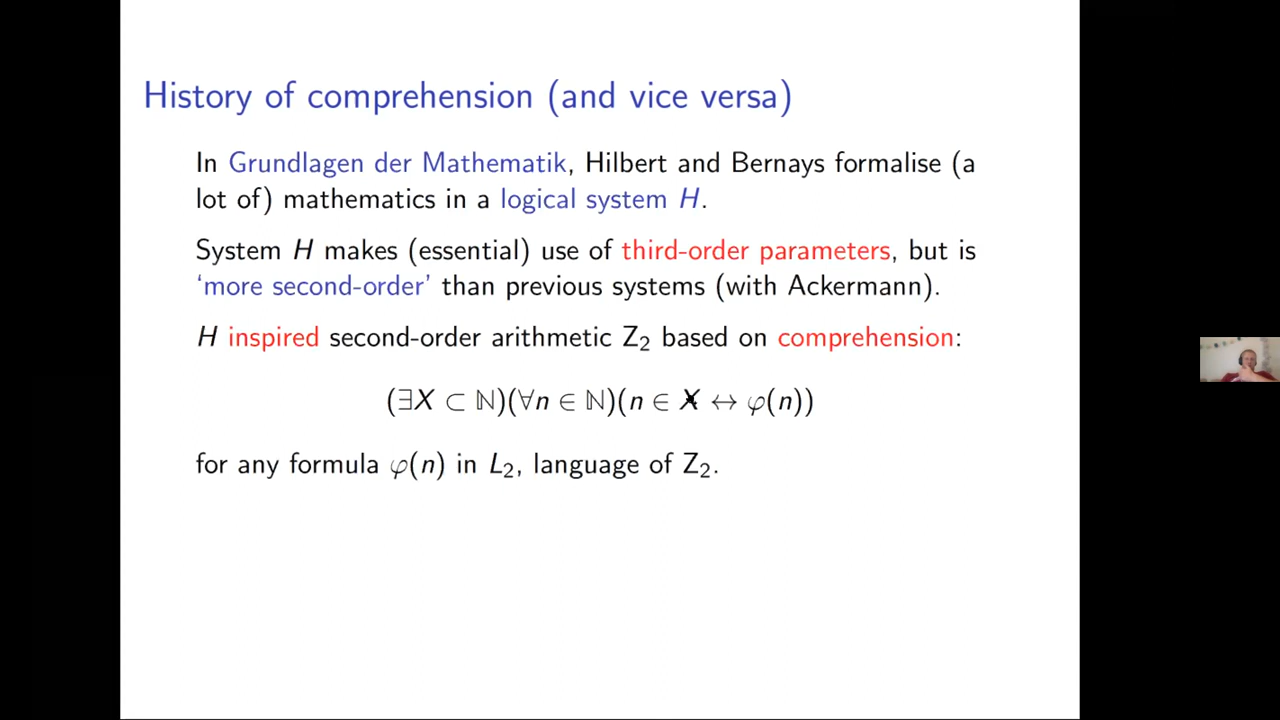 History of comprehension (and vice versa)
In Grundlagen der Mathematik, Hilbert and Bernays formalise (a
lot of) mathematics in a logical system H.
System H makes (essential) use of third-order parameters, but is
‘more second-order’ than previous systems (with Ackermann).
H inspired second-order arithmetic Z₂ based on comprehension:
(∃X ⊂ ℕ)(∀n ∈ ℕ)(n ∈ X ↔ φ(n))
for any formula φ(n) in L₂, language of Z₂.